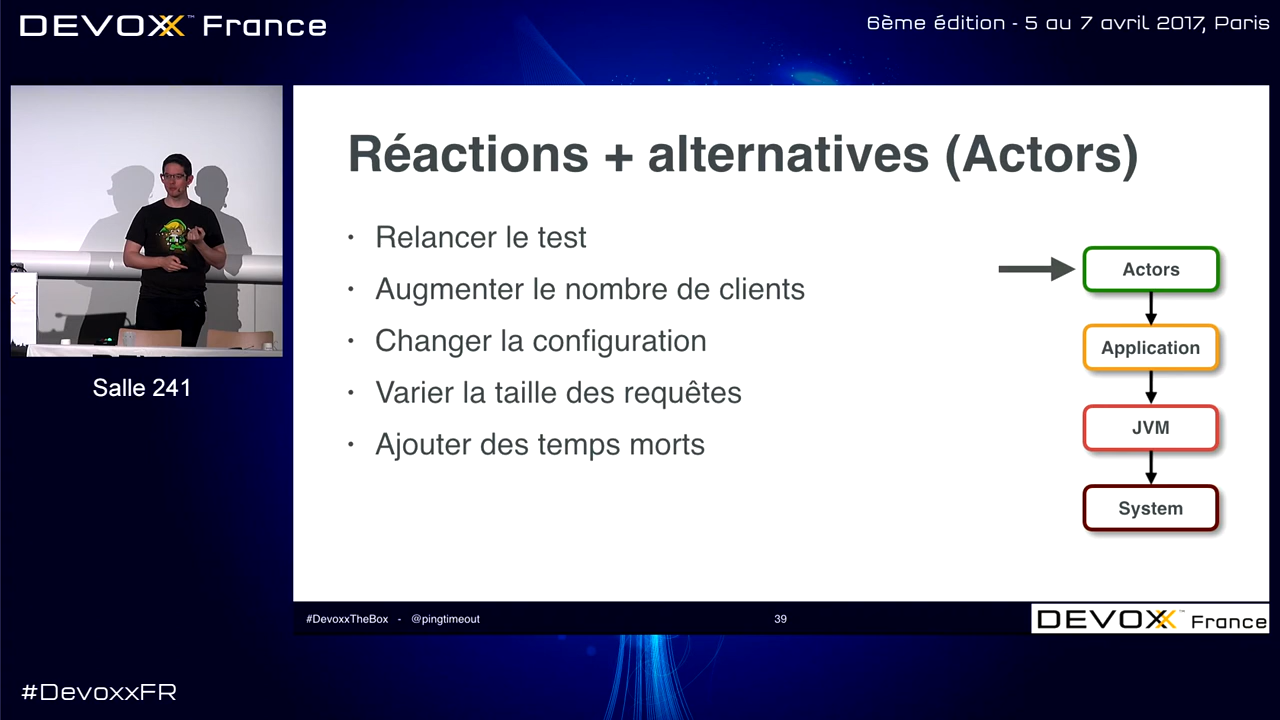 DEVOXX™ France
6ème édition - 5 au 7 avril 2017, Paris
Réactions + alternatives (Actors)
• Relancer le test
• Augmenter le nombre de clients
• Changer la configuration
• Varier la taille des requêtes
• Ajouter des temps morts
Actors
Application
JVM
System
Salle 241
#DevoxxTheBox - @pingtimeout
39
DEVOXX™ France
#DevoxxFR